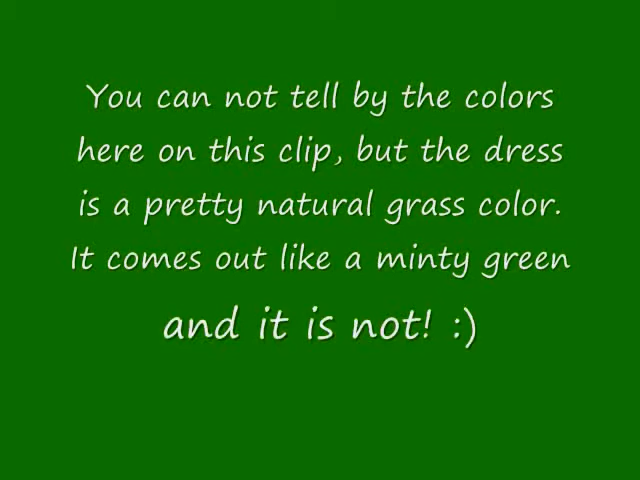 You can not tell by the colors
here on this clip, but the dress
is a pretty natural grass color.
It comes out like a minty green
and it is not! :)